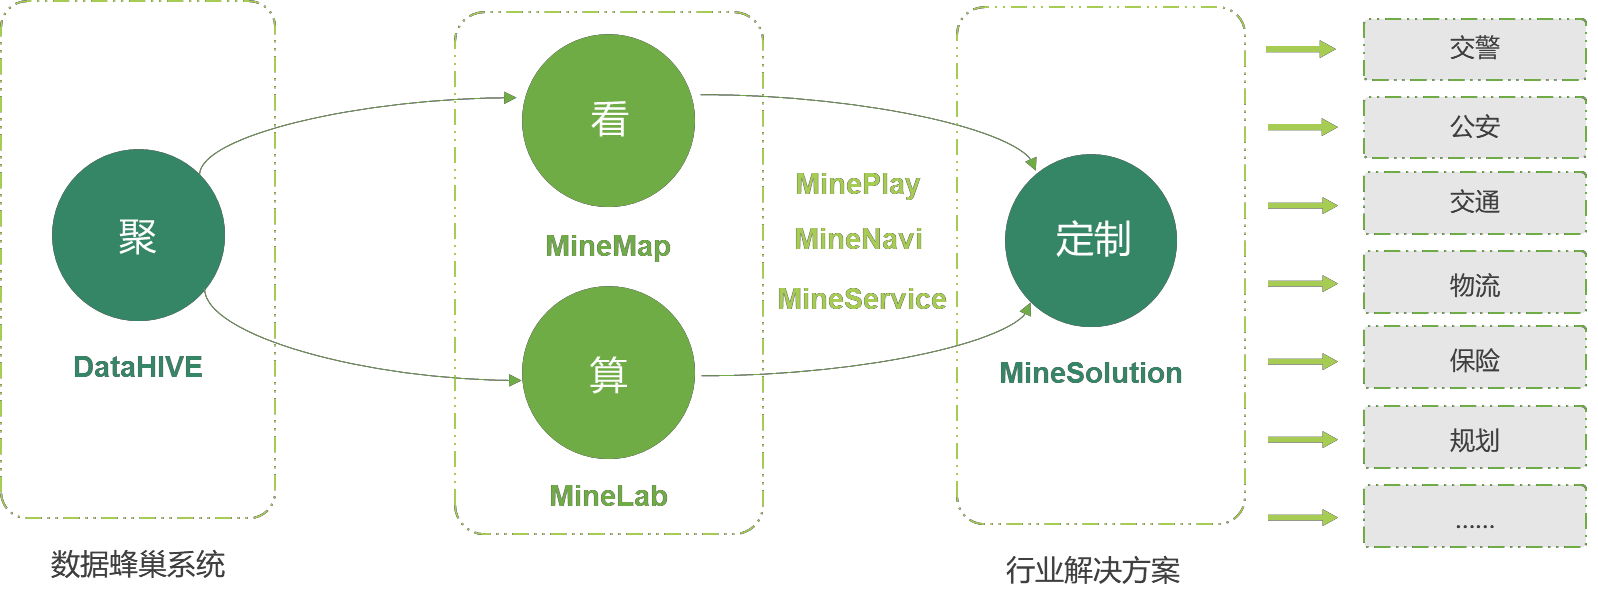 聚
DataHIVE
数据蜂巢系统
看
MineMap
算
MineLab
MinePlay
MineNavi
MineService
定制
MineSolution
行业解决方案
交警
公安
交通
物流
保险
规划
......